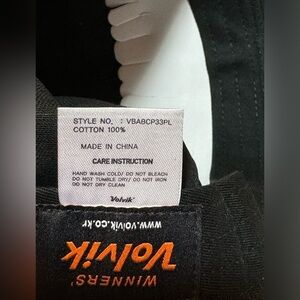 STYLE NO. : VBABCP33PL
COTTON 100%
MADE IN CHINA
CARE INSTRUCTION
HAND WASH COLD/ DO NOT BLEACH
DO NOT TUMBLE DRY/ DO NOT IRON
DO NOT DRY CLEAN
Volvik
WINNERS'
Volvik
www.volvik.co.kr